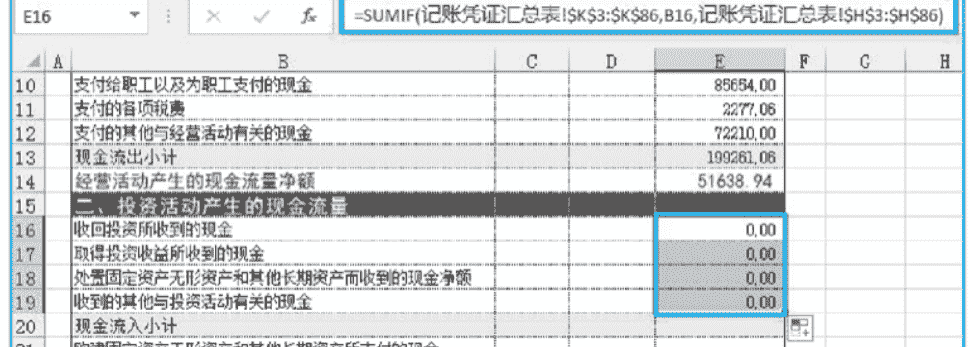 E16 fx =SUMIF(记账凭证汇总表!$K$3:$K$86,B16,记账凭证汇总表!$H$3:$H$86)
A B C D E F G H
10 支付给职工以及为职工支付的现金 85654.00
11 支付的各项税费 2277.06
12 支付的其他与经营活动有关的现金 72210.00
13 现金流出小计 199261.06
14 经营活动产生的现金流量净额 51638.94
15 二、投资活动产生的现金流量
16 收回投资所收到的现金 0.00
17 取得投资收益所收到的现金 0.00
18 处置固定资产无形资产和其他长期资产而收到的现金净额 0.00
19 收到的其他与投资活动有关的现金 0.00
20 现金流入小计